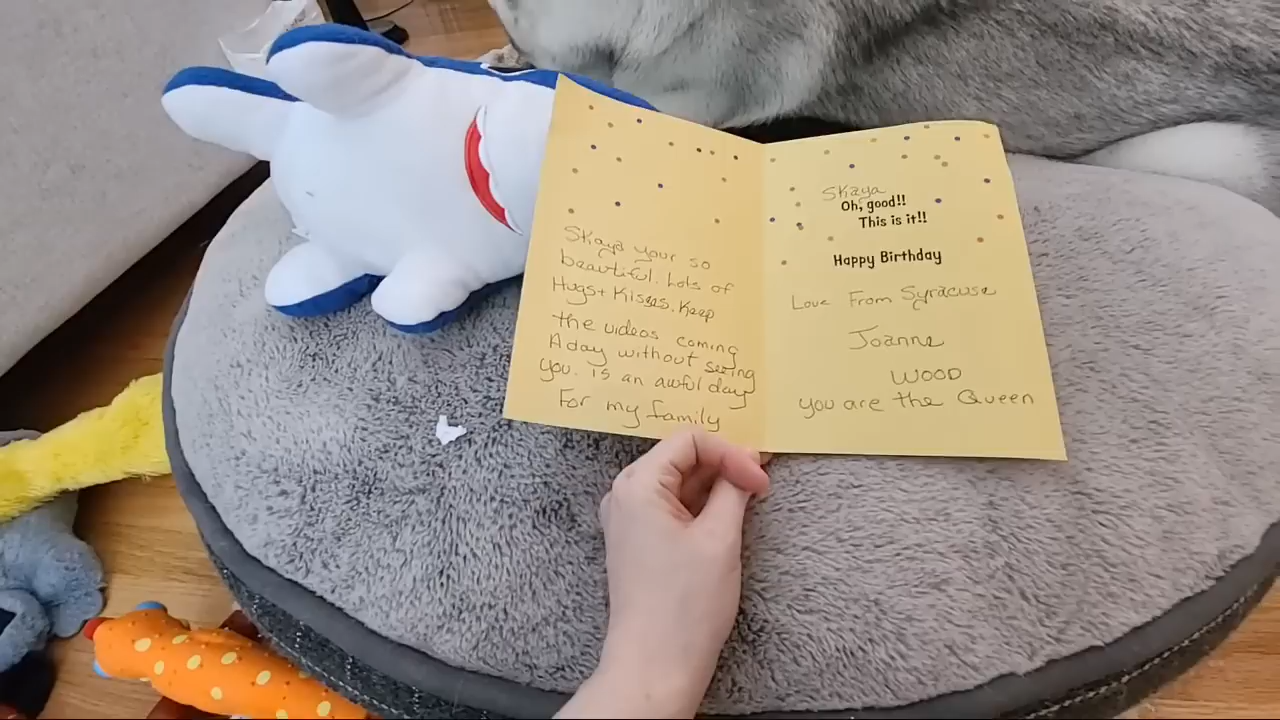 Skaya your so
beautiful. Lots of
Hugs + Kisses. Keep
the videos coming
A day without seeing
you. is an awful day
For my family
Skaya
Oh, good!!
This is it!!
Happy Birthday
Love From Syracuse
Joanne
WOOD
you are the Queen